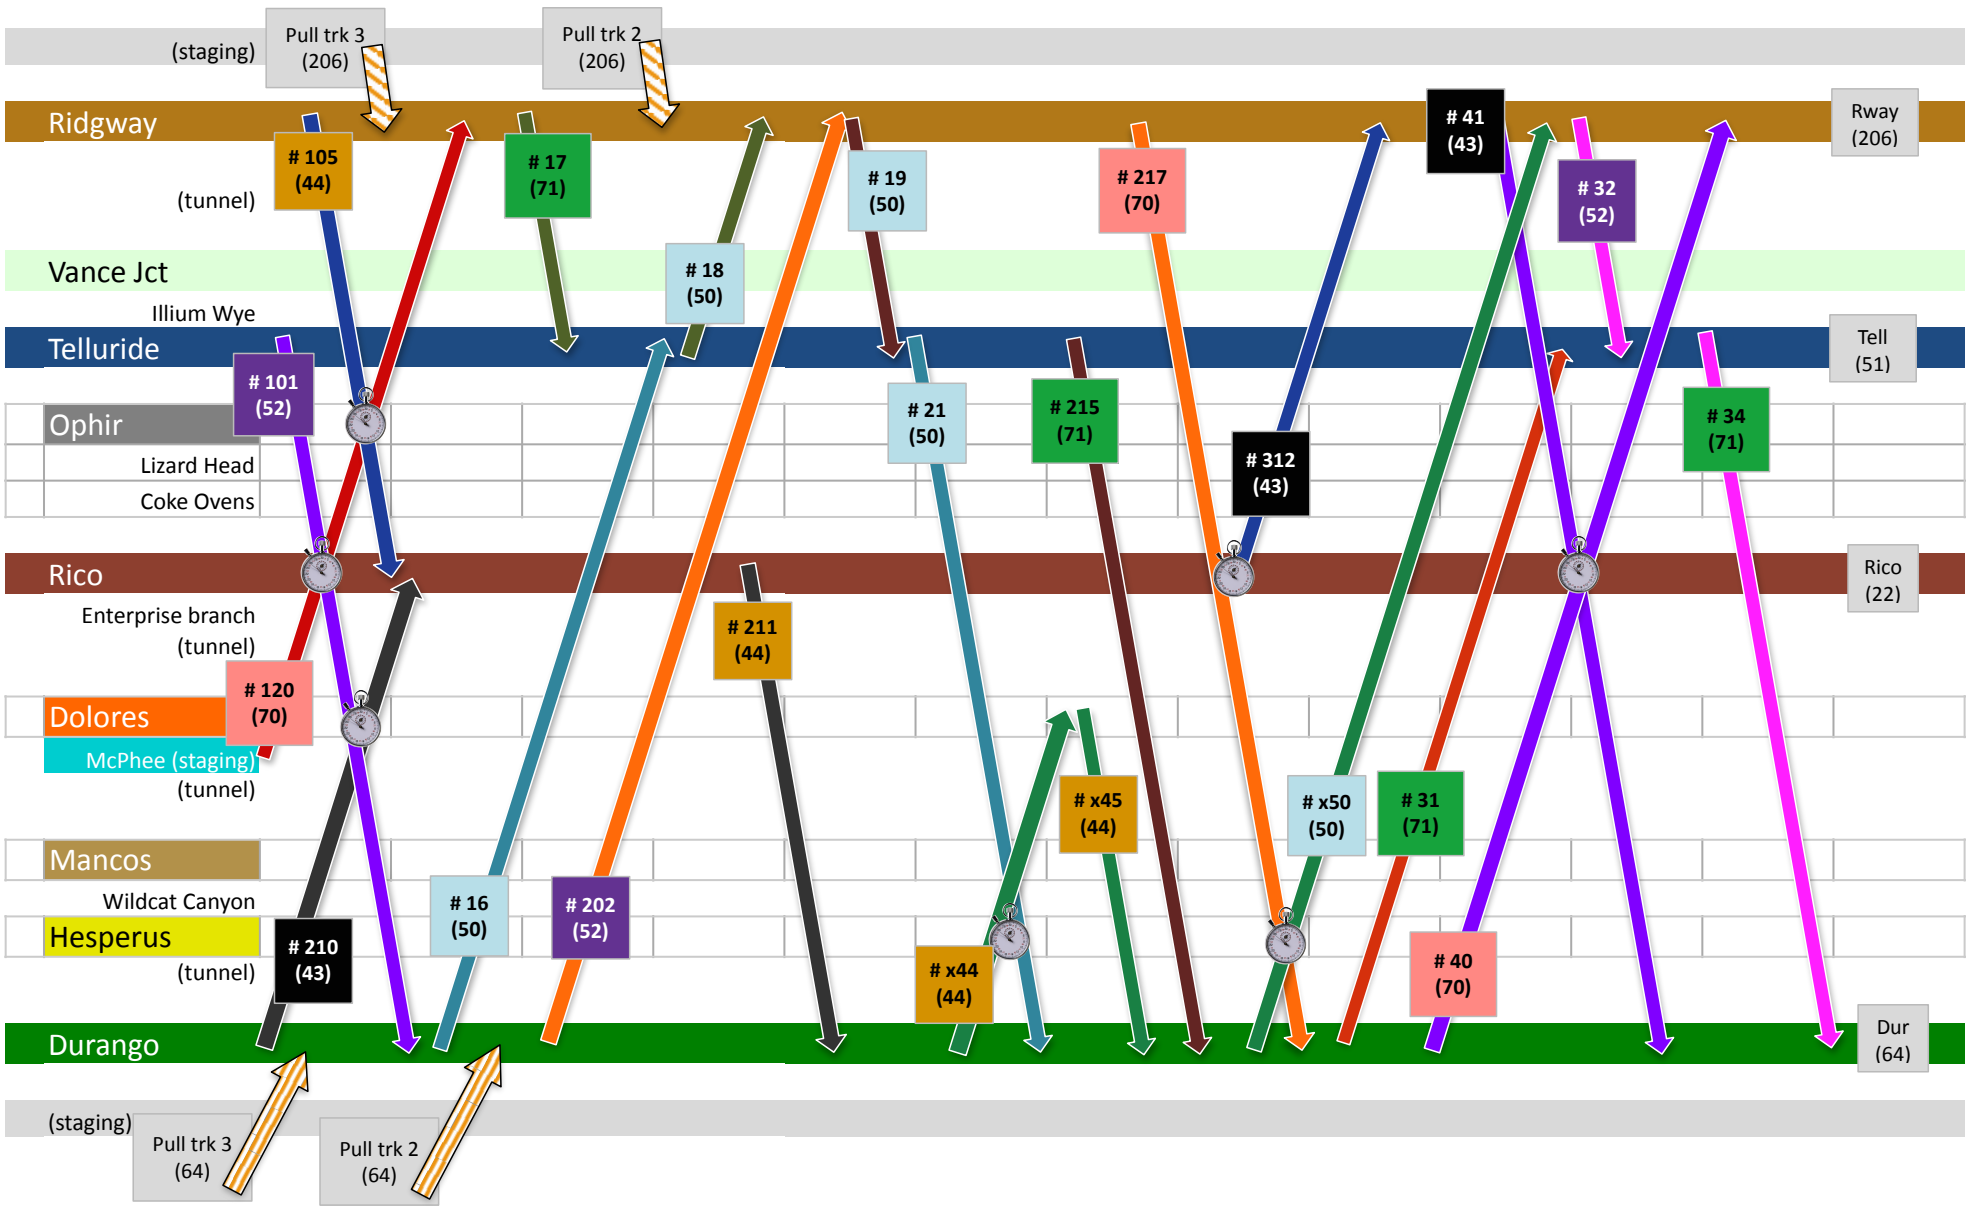 (staging)
Pull trk 3
(206)
Pull trk 2
(206)
Ridgway
# 41
(43)
Rway
(206)
# 105
(44)
# 17
(71)
# 19
(50)
# 217
(70)
# 32
(52)
(tunnel)
Vance Jct
# 18
(50)
Illium Wye
Telluride
Tell
(51)
# 101
(52)
# 21
(50)
# 215
(71)
# 34
(71)
Ophir
Lizard Head
# 312
(43)
Coke Ovens
Rico
Rico
(22)
Enterprise branch
(tunnel)
# 211
(44)
# 120
(70)
Dolores
McPhee (staging)
(tunnel)
# x45
(44)
# x50
(50)
# 31
(71)
Mancos
Wildcat Canyon
# 16
(50)
# 202
(52)
Hesperus
# 210
(43)
(tunnel)
# x44
(44)
# 40
(70)
Durango
Dur
(64)
(staging)
Pull trk 3
(64)
Pull trk 2
(64)